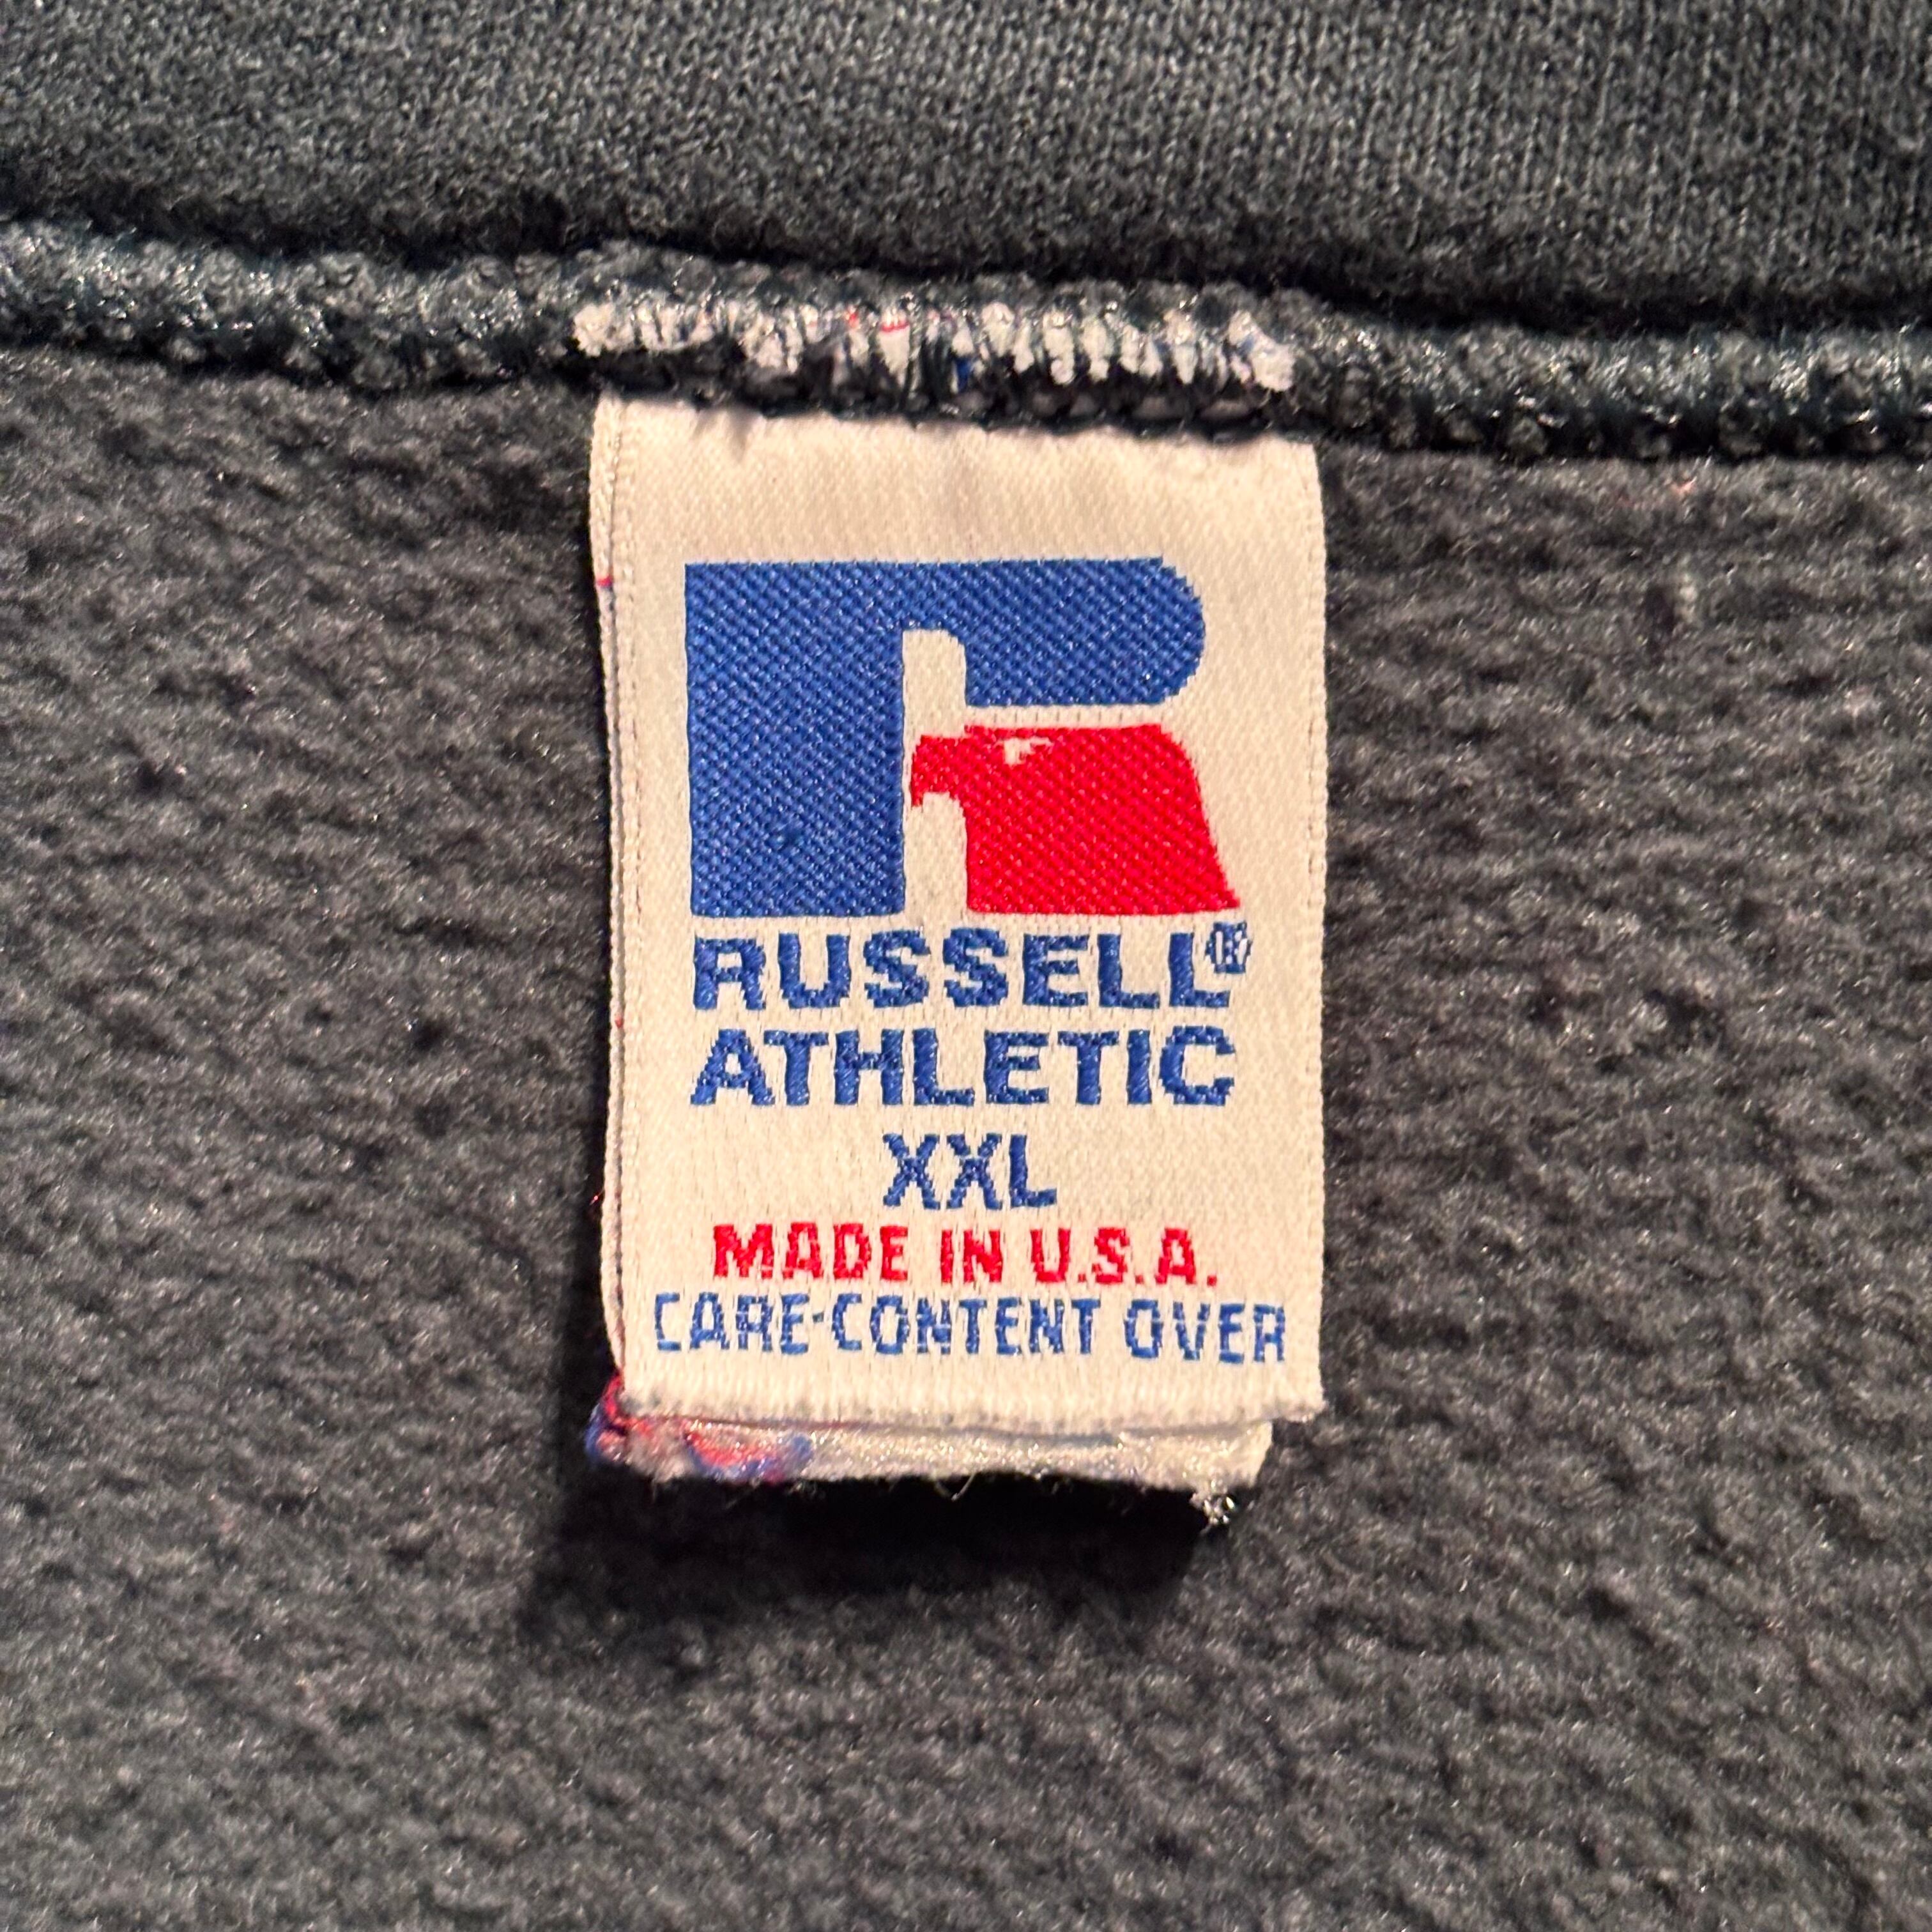 RUSSELL®
ATHLETIC
XXL
MADE IN U.S.A.
CARE·CONTENT OVER